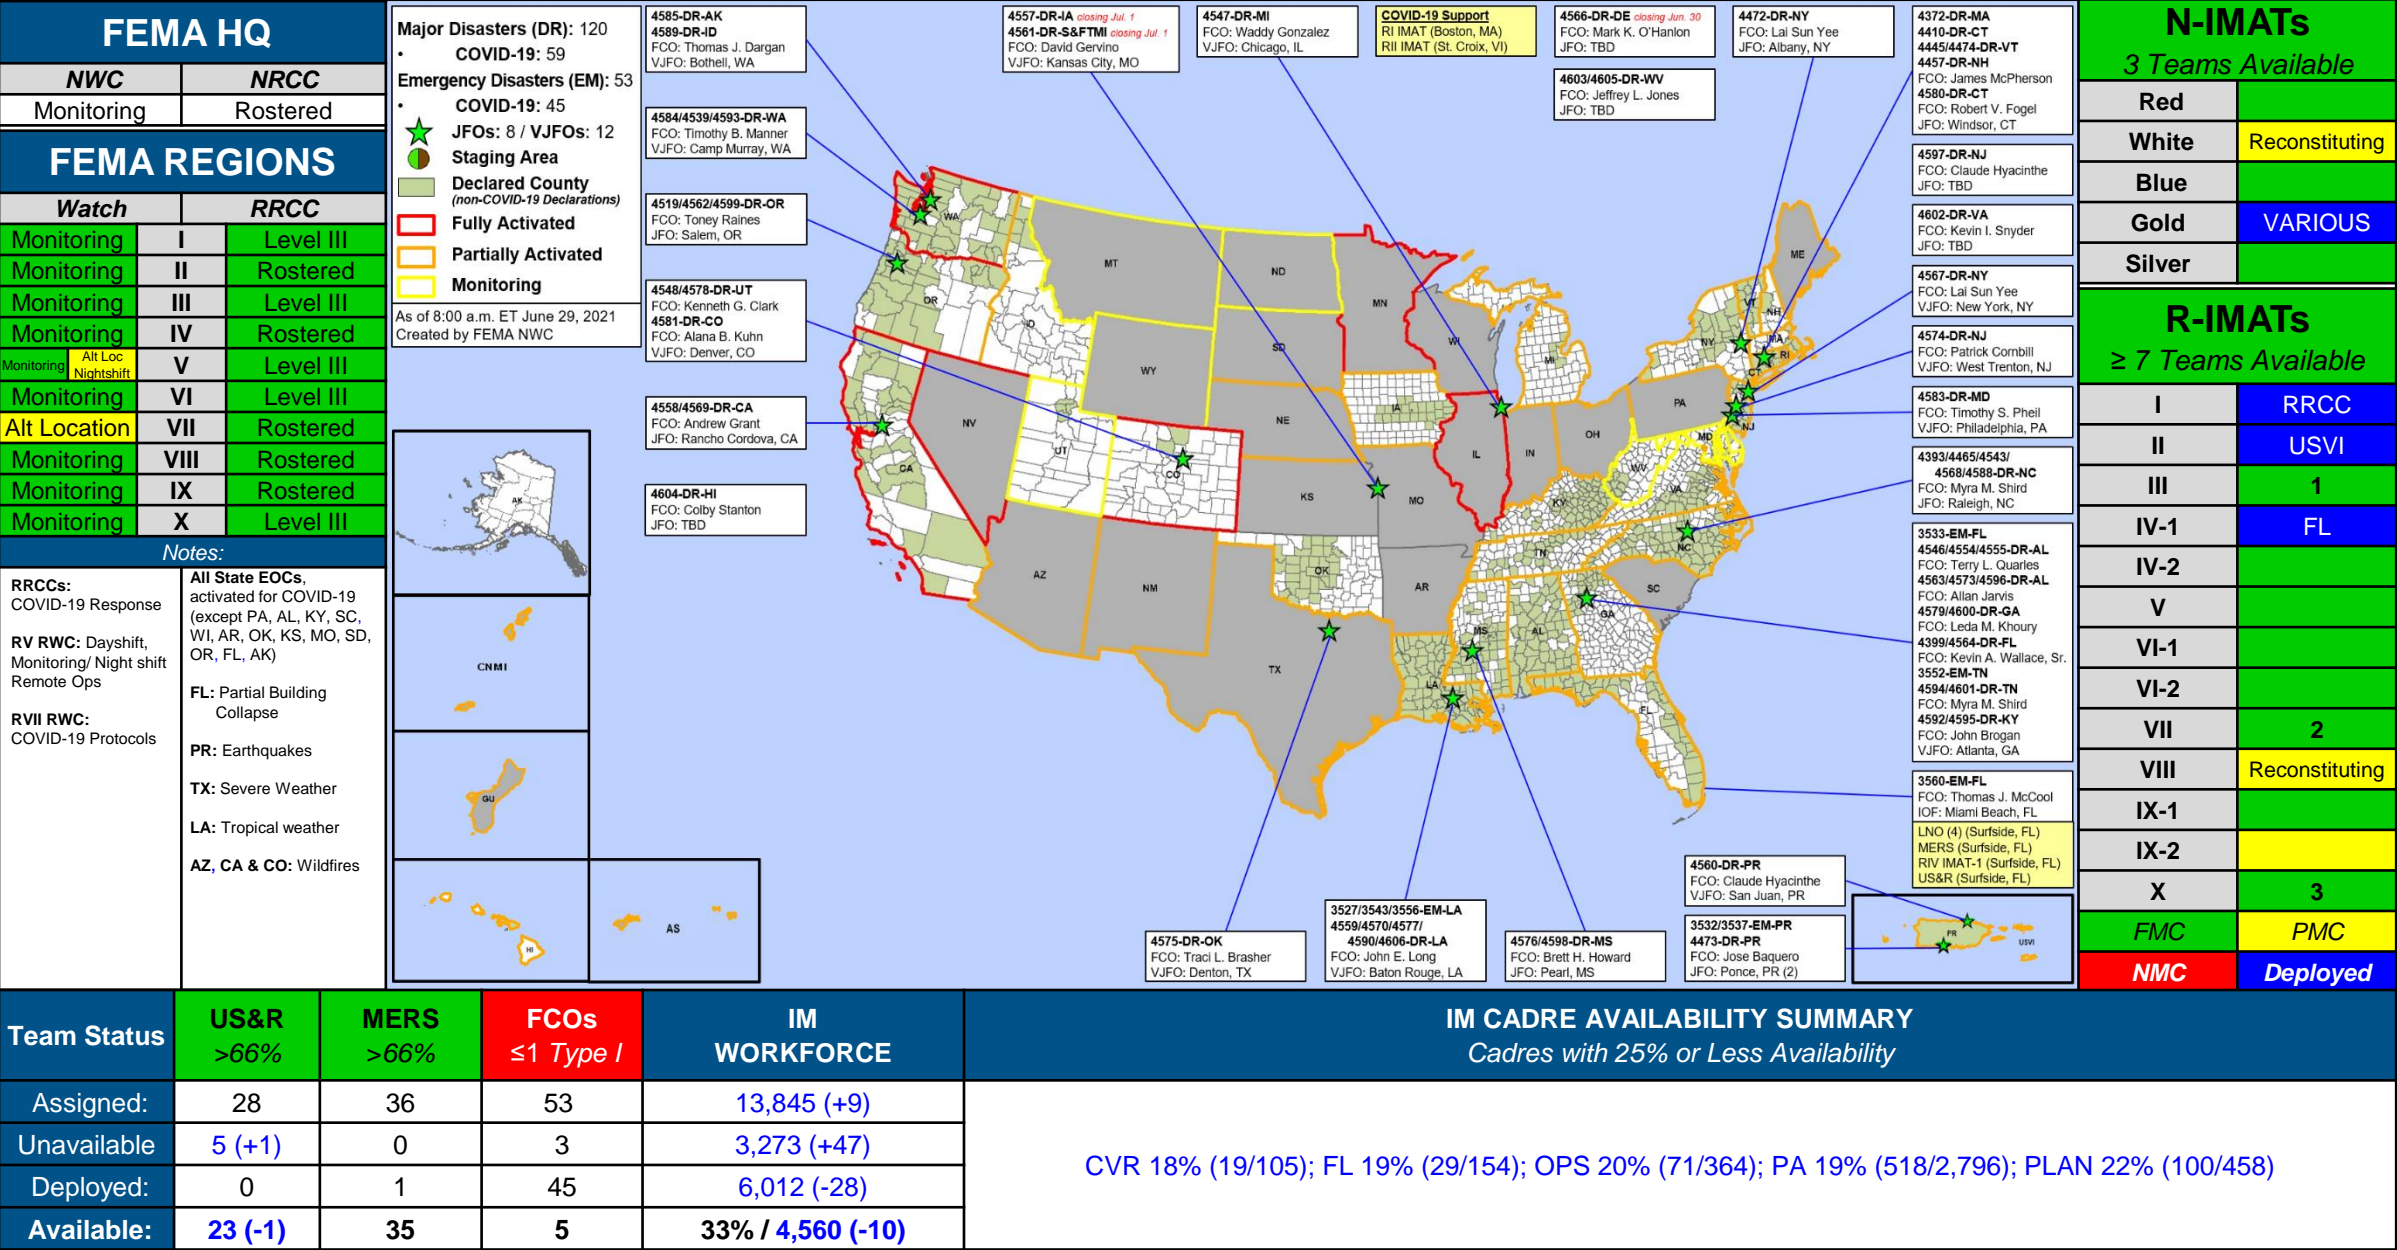 FEMA HQ
NWC NRCC
Monitoring Rostered
FEMA REGIONS
Watch RRCC
Monitoring I Level III
Monitoring II Rostered
Monitoring III Level III
Monitoring IV Rostered
Monitoring Alt Loc Nightshift V Level III
Monitoring VI Level III
Alt Location VII Rostered
Monitoring VIII Rostered
Monitoring IX Rostered
Monitoring X Level III
Notes:
RRCCs:
COVID-19 Response
RV RWC: Dayshift,
Monitoring/ Night shift
Remote Ops
RVII RWC:
COVID-19 Protocols
All State EOCs,
activated for COVID-19
(except PA, AL, KY, SC,
WI, AR, OK, KS, MO, SD,
OR, FL, AK)
FL: Partial Building
Collapse
PR: Earthquakes
TX: Severe Weather
LA: Tropical weather
AZ, CA & CO: Wildfires
Major Disasters (DR): 120
• COVID-19: 59
Emergency Disasters (EM): 53
• COVID-19: 45
JFOs: 8 / VJFOs: 12
Staging Area
Declared County
(non-COVID-19 Declarations)
Fully Activated
Partially Activated
Monitoring
As of 8:00 a.m. ET June 29, 2021
Created by FEMA NWC
4585-DR-AK
4589-DR-ID
FCO: Thomas J. Dargan
VJFO: Bothell, WA
4584/4539/4593-DR-WA
FCO: Timothy B. Manner
VJFO: Camp Murray, WA
4519/4562/4599-DR-OR
FCO: Toney Raines
JFO: Salem, OR
4548/4578-DR-UT
FCO: Kenneth G. Clark
4581-DR-CO
FCO: Alana B. Kuhn
VJFO: Denver, CO
4558/4569-DR-CA
FCO: Andrew Grant
JFO: Rancho Cordova, CA
4604-DR-HI
FCO: Colby Stanton
JFO: TBD
4557-DR-IA closing Jul. 1
4561-DR-S&FTMI closing Jul. 1
FCO: David Gervino
VJFO: Kansas City, MO
4547-DR-MI
FCO: Waddy Gonzalez
VJFO: Chicago, IL
COVID-19 Support
RI IMAT (Boston, MA)
RII IMAT (St. Croix, VI)
4566-DR-DE closing Jun. 30
FCO: Mark K. O'Hanlon
JFO: TBD
4603/4605-DR-WV
FCO: Jeffrey L. Jones
JFO: TBD
4472-DR-NY
FCO: Lai Sun Yee
JFO: Albany, NY
4372-DR-MA
4410-DR-CT
4445/4474-DR-VT
4457-DR-NH
FCO: James McPherson
4580-DR-CT
FCO: Robert V. Fogel
JFO: Windsor, CT
4597-DR-NJ
FCO: Claude Hyacinthe
JFO: TBD
4602-DR-VA
FCO: Kevin I. Snyder
JFO: TBD
4567-DR-NY
FCO: Lai Sun Yee
VJFO: New York, NY
4574-DR-NJ
FCO: Patrick Cornbill
VJFO: West Trenton, NJ
4583-DR-MD
FCO: Timothy S. Pheil
VJFO: Philadelphia, PA
4393/4465/4543/
4568/4588-DR-NC
FCO: Myra M. Shird
JFO: Raleigh, NC
3533-EM-FL
4546/4554/4555-DR-AL
FCO: Terry L. Quarles
4563/4573/4596-DR-AL
FCO: Allan Jarvis
4579/4600-DR-GA
FCO: Leda M. Khoury
4399/4564-DR-FL
FCO: Kevin A. Wallace, Sr.
3552-EM-TN
4594/4601-DR-TN
FCO: Myra M. Shird
4592/4595-DR-KY
FCO: John Brogan
VJFO: Atlanta, GA
3560-EM-FL
FCO: Thomas J. McCool
IOF: Miami Beach, FL
LNO (4) (Surfside, FL)
MERS (Surfside, FL)
RIV IMAT-1 (Surfside, FL)
US&R (Surfside, FL)
4560-DR-PR
FCO: Claude Hyacinthe
VJFO: San Juan, PR
3532/3537-EM-PR
4473-DR-PR
FCO: Jose Baquero
JFO: Ponce, PR (2)
4576/4598-DR-MS
FCO: Brett H. Howard
JFO: Pearl, MS
3527/3543/3556-EM-LA
4559/4570/4577/
4590/4606-DR-LA
FCO: John E. Long
VJFO: Baton Rouge, LA
4575-DR-OK
FCO: Traci L. Brasher
VJFO: Denton, TX
WA
OR
CA
NV
ID
MT
WY
UT
CO
AZ
NM
ND
SD
NE
KS
OK
TX
MN
IA
MO
AR
LA
WI
IL
IN
MI
OH
KY
TN
MS
AL
GA
FL
SC
NC
VA
WV
MD
PA
NJ
NY
CT
RI
MA
VT
NH
ME
AK
CNMI
GU
HI
AS
PR
USVI
N-IMATs
3 Teams Available
Red
White Reconstituting
Blue
Gold VARIOUS
Silver
R-IMATs
≥ 7 Teams Available
I RRCC
II USVI
III 1
IV-1 FL
IV-2
V
VI-1
VI-2
VII 2
VIII Reconstituting
IX-1
IX-2
X 3
FMC PMC
NMC Deployed
Team Status US&R >66% MERS >66% FCOs ≤1 Type I IM WORKFORCE
Assigned: 28 36 53 13,845 (+9)
Unavailable 5 (+1) 0 3 3,273 (+47)
Deployed: 0 1 45 6,012 (-28)
Available: 23 (-1) 35 5 33% / 4,560 (-10)
IM CADRE AVAILABILITY SUMMARY
Cadres with 25% or Less Availability
CVR 18% (19/105); FL 19% (29/154); OPS 20% (71/364); PA 19% (518/2,796); PLAN 22% (100/458)